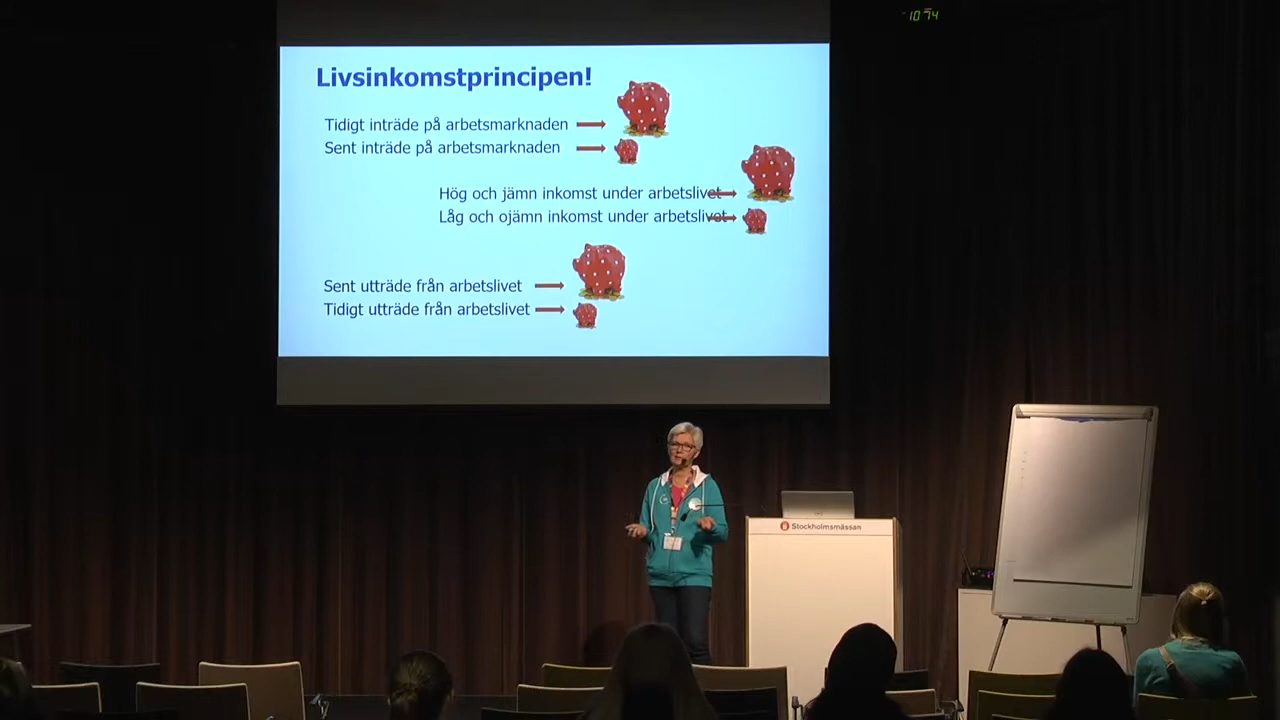 10 74
Livsinkomstprincipen!
Tidigt inträde på arbetsmarknaden
Sent inträde på arbetsmarknaden
Hög och jämn inkomst under arbetslivet
Låg och ojämn inkomst under arbetslivet
Sent utträde från arbetslivet
Tidigt utträde från arbetslivet
Stockholmsmässan